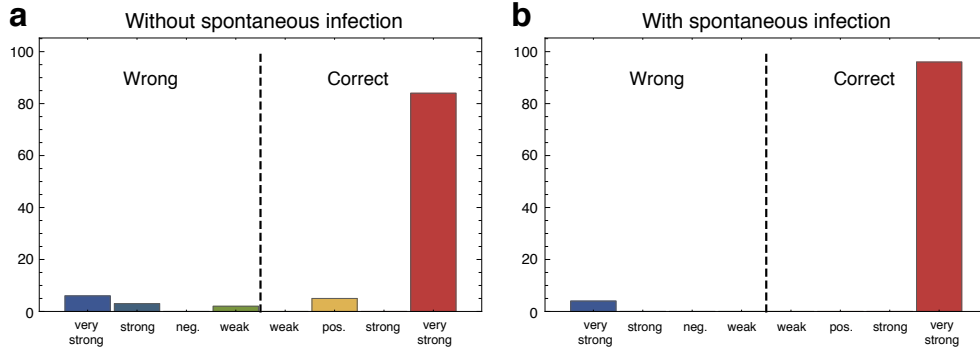 a
Without spontaneous infection
100
80
60
40
20
0
Wrong
Correct
very strong
strong
neg.
weak
weak
pos.
strong
very strong
b
With spontaneous infection
100
80
60
40
20
0
Wrong
Correct
very strong
strong
neg.
weak
weak
pos.
strong
very strong